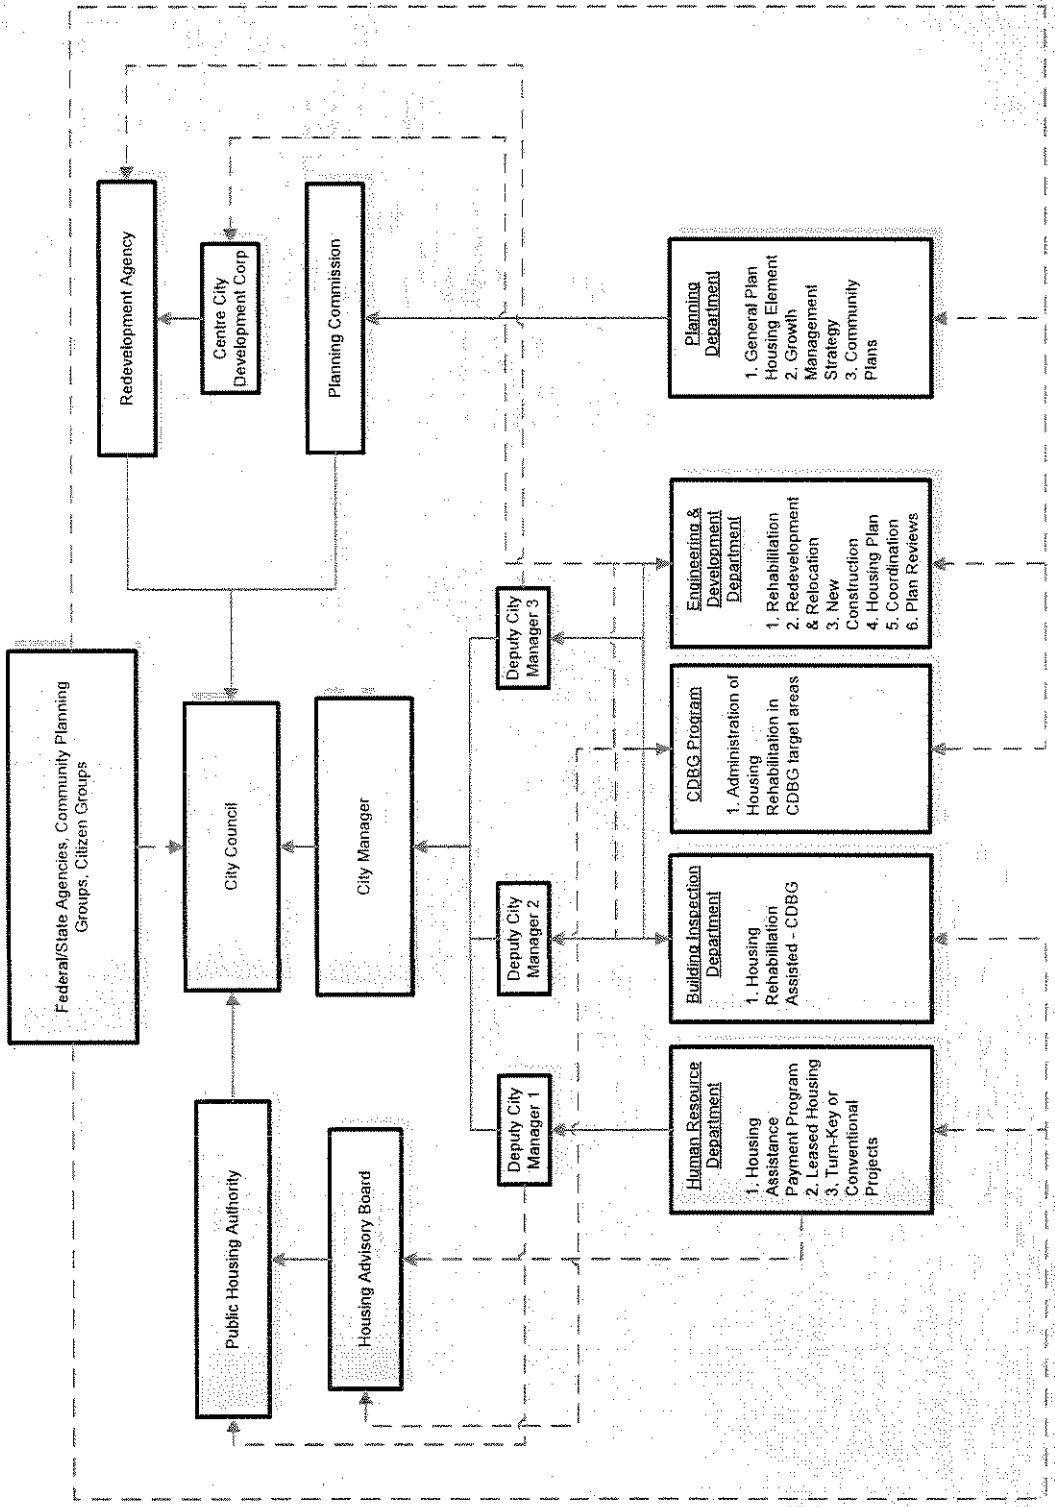 Federal/State Agencies, Community Planning
Groups, Citizen Groups
Public Housing Authority
City Council
Redevelopment Agency
Centre City
Development Corp
Housing Advisory Board
City Manager
Planning Commission
Deputy City
Manager 1
Deputy City
Manager 2
Deputy City
Manager 3
Human Resource
Department
1. Housing
Assistance
Payment Program
2. Leased Housing
3. Turn-Key or
Conventional
Projects
Building Inspection
Department
1. Housing
Rehabilitation
Assisted - CDBG
CDBG Program
1. Administration of
Housing
Rehabilitation in
CDBG target areas
Engineering &
Development
Department
1. Rehabilitation
2. Redevelopment
& Relocation
3. New
Construction
4. Housing Plan
5. Coordination
6. Plan Reviews
Planning
Department
1. General Plan
Housing Element
2. Growth
Management
Strategy
3. Community
Plans